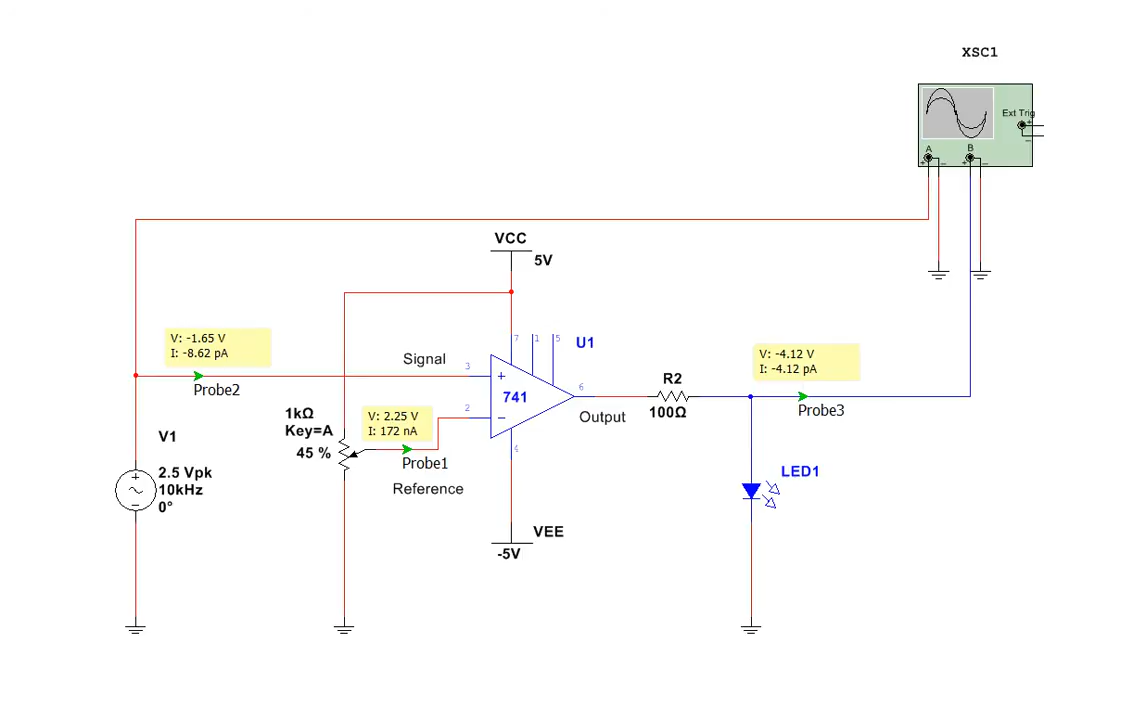 XSC1
Ext Trig
+
−
A
B
+
−
+
−
VCC
5V
V: -1.65 V
I: -8.62 pA
Probe2
Signal
3
2
7
1
5
U1
+
741
−
6
4
Output
R2
100Ω
V: -4.12 V
I: -4.12 pA
Probe3
1kΩ
Key=A
45 %
V: 2.25 V
I: 172 nA
Probe1
Reference
V1
+
−
2.5 Vpk
10kHz
0°
LED1
VEE
-5V